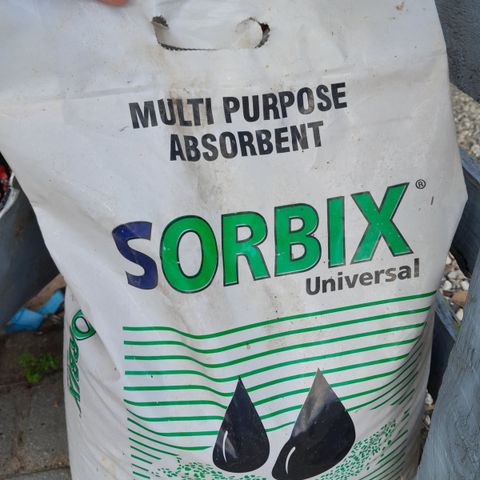 MULTI PURPOSE
ABSORBENT
SORBIX®
Universal